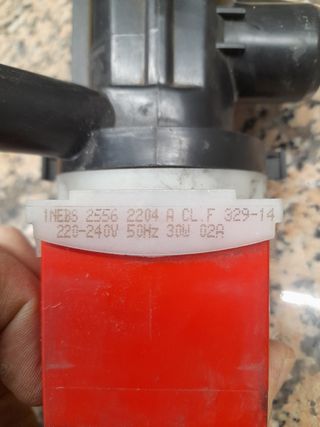 1NEBS 2556 2204 A CL.F 329-14
220-240V 50Hz 30W 02A